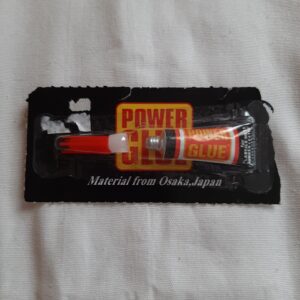 POWER
GLUE
POWER
GLUE
Material from Osaka,Japan